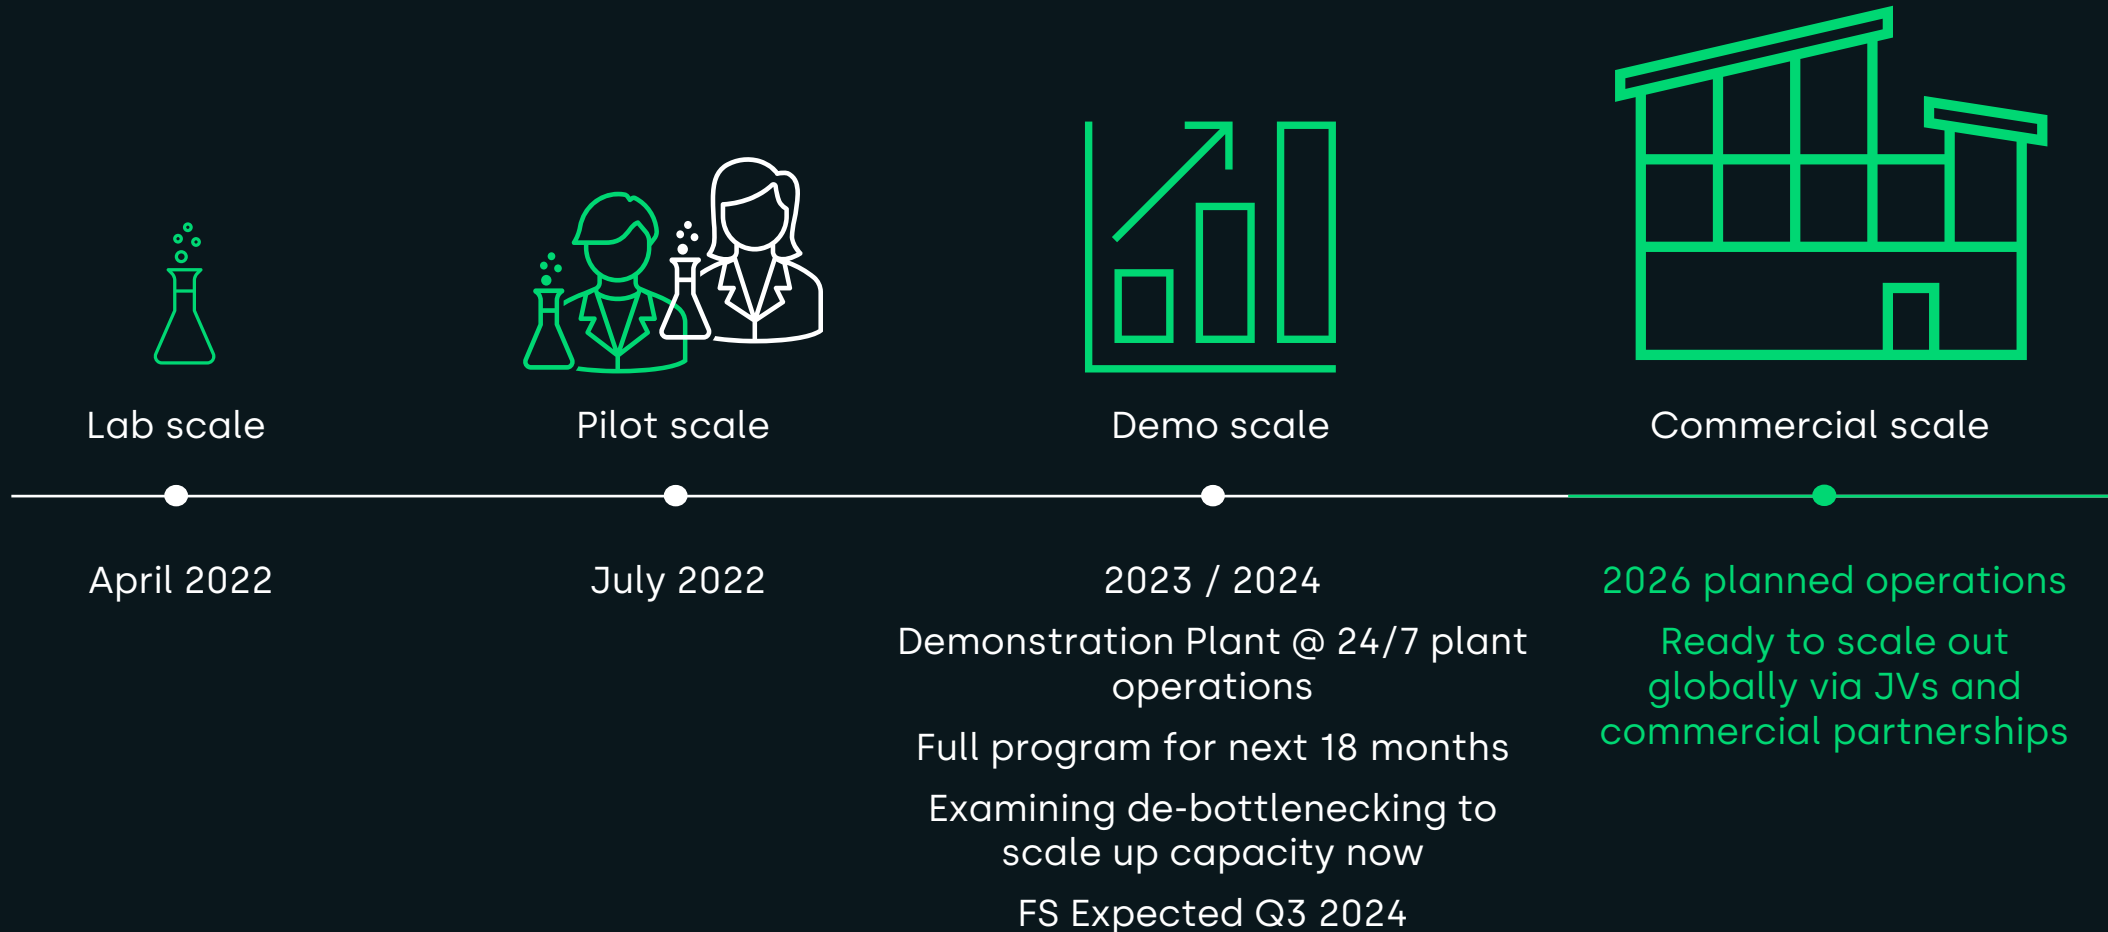 Lab scale
Pilot scale
Demo scale
Commercial scale
April 2022
July 2022
2023 / 2024
Demonstration Plant @ 24/7 plant
operations
Full program for next 18 months
Examining de-bottlenecking to
scale up capacity now
FS Expected Q3 2024
2026 planned operations
Ready to scale out
globally via JVs and
commercial partnerships